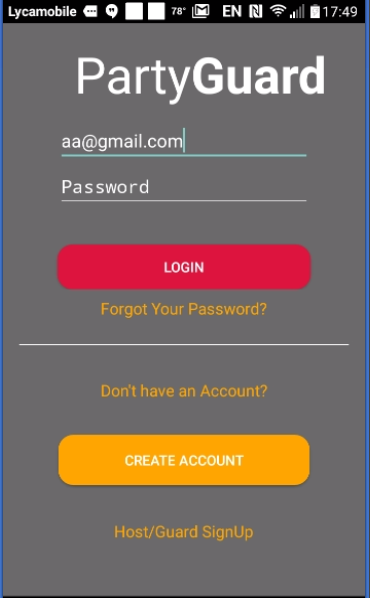 Lycamobile 78° EN 17:49
PartyGuard
aa@gmail.com
Password
LOGIN
Forgot Your Password?
Don't have an Account?
CREATE ACCOUNT
Host/Guard SignUp